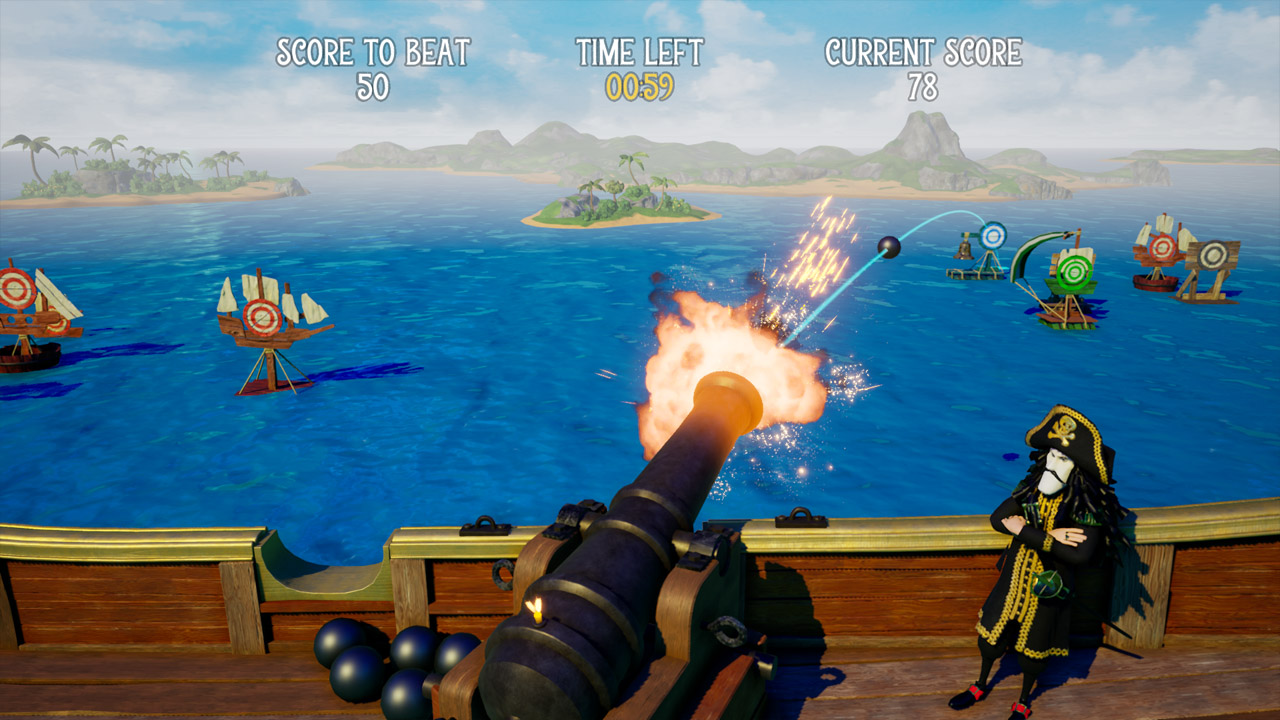 SCORE TO BEAT
50
TIME LEFT
00:59
CURRENT SCORE
78